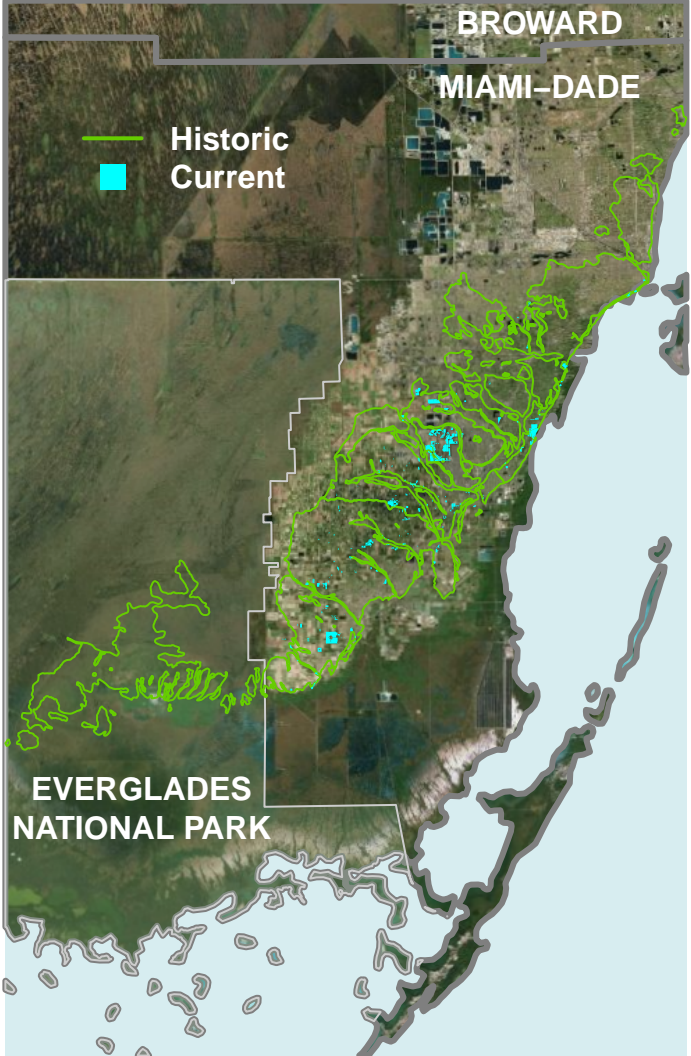 BROWARD
MIAMI–DADE
Historic
Current
EVERGLADES
NATIONAL PARK